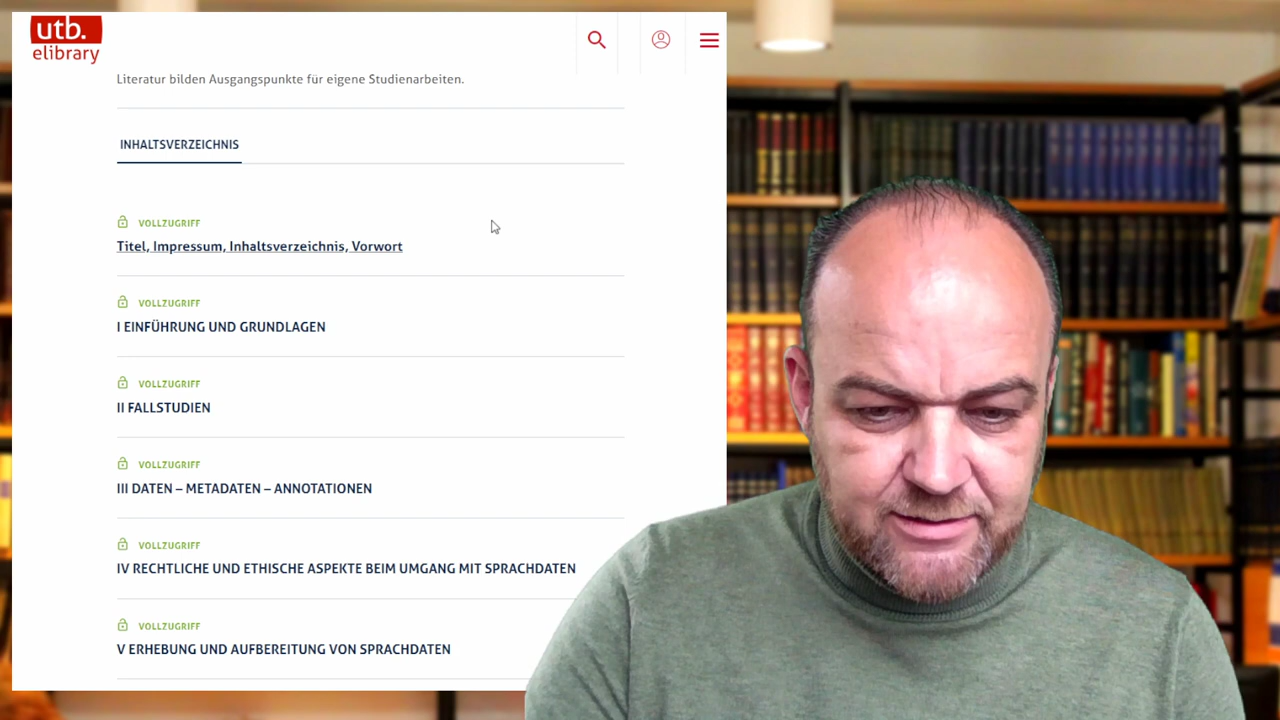 utb.
elibrary
Literatur bilden Ausgangspunkte für eigene Studienarbeiten.
INHALTSVERZEICHNIS
VOLLZUGRIFF
Titel, Impressum, Inhaltsverzeichnis, Vorwort
VOLLZUGRIFF
I EINFÜHRUNG UND GRUNDLAGEN
VOLLZUGRIFF
II FALLSTUDIEN
VOLLZUGRIFF
III DATEN – METADATEN – ANNOTATIONEN
VOLLZUGRIFF
IV RECHTLICHE UND ETHISCHE ASPEKTE BEIM UMGANG MIT SPRACHDATEN
VOLLZUGRIFF
V ERHEBUNG UND AUFBEREITUNG VON SPRACHDATEN